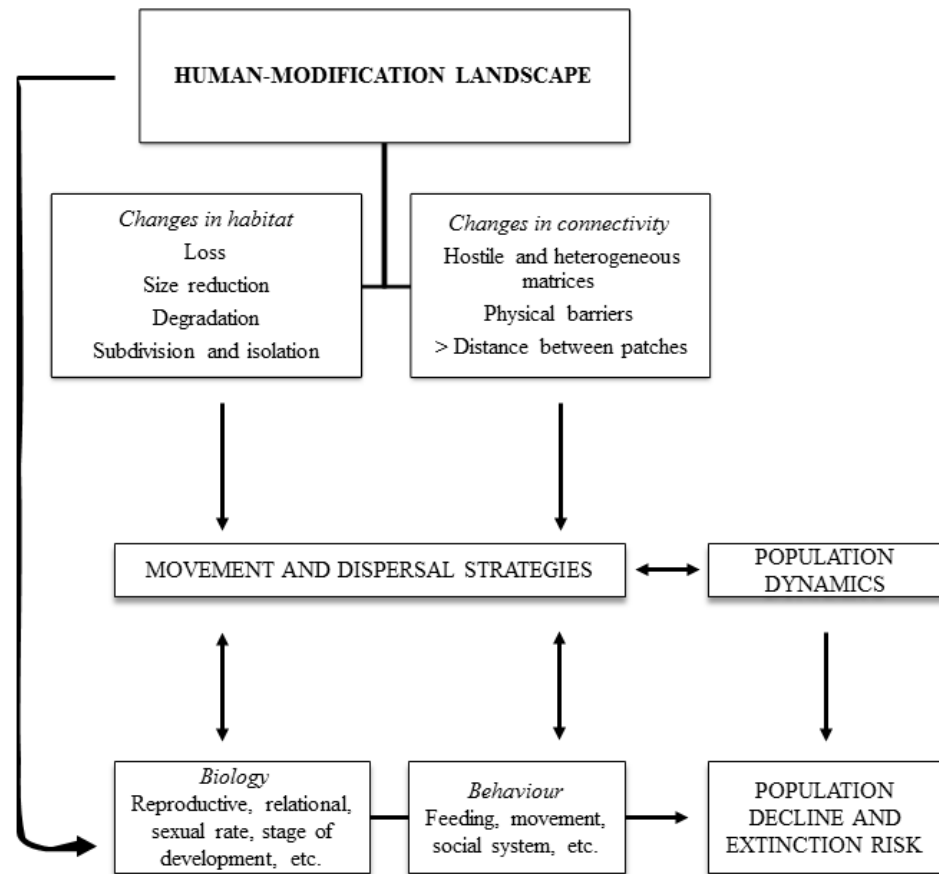 HUMAN-MODIFICATION LANDSCAPE
Changes in habitat
Loss
Size reduction
Degradation
Subdivision and isolation
Changes in connectivity
Hostile and heterogeneous
matrices
Physical barriers
> Distance between patches
MOVEMENT AND DISPERSAL STRATEGIES
POPULATION
DYNAMICS
Biology
Reproductive, relational,
sexual rate, stage of
development, etc.
Behaviour
Feeding, movement,
social system, etc.
POPULATION
DECLINE AND
EXTINCTION RISK